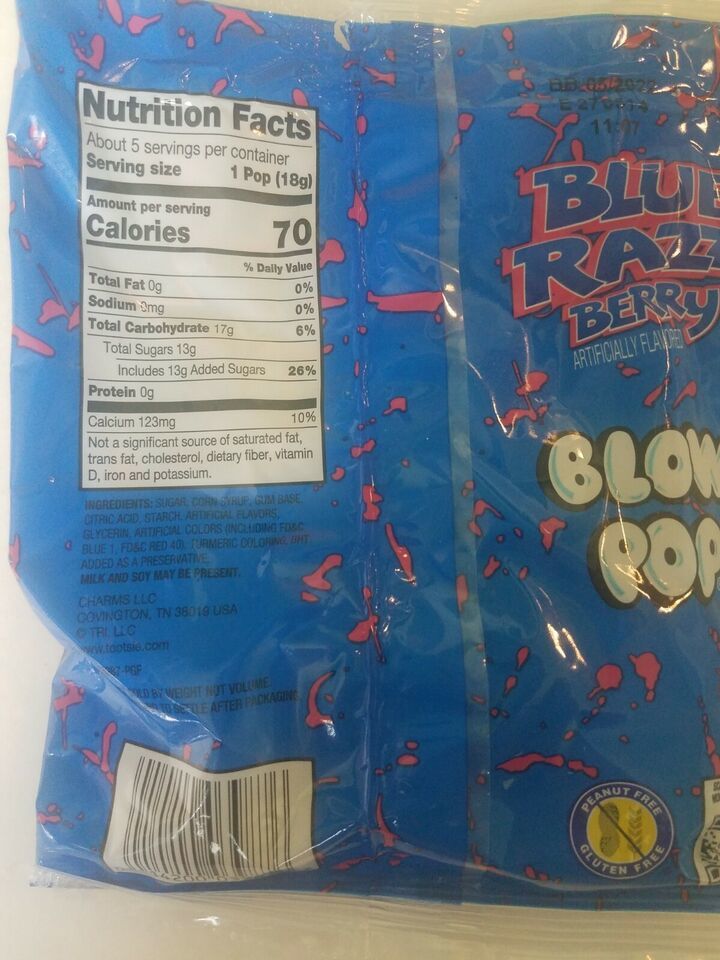 Nutrition Facts
About 5 servings per container
Serving size 1 Pop (18g)
Amount per serving
Calories 70
% Daily Value
Total Fat 0g 0%
Sodium 0mg 0%
Total Carbohydrate 17g 6%
Total Sugars 13g
Includes 13g Added Sugars 26%
Protein 0g
Calcium 123mg 10%
Not a significant source of saturated fat,
trans fat, cholesterol, dietary fiber, vitamin
D, iron and potassium.
INGREDIENTS: SUGAR, CORN SYRUP, GUM BASE,
CITRIC ACID, STARCH, ARTIFICIAL FLAVORS,
GLYCERIN, ARTIFICIAL COLORS (INCLUDING FD&C
BLUE 1, FD&C RED 40), TURMERIC COLORING, BHT
ADDED AS A PRESERVATIVE.
MILK AND SOY MAY BE PRESENT.
CHARMS LLC
COVINGTON, TN 38019 USA
© TRI, LLC
www.tootsie.com
SOLD BY WEIGHT NOT VOLUME
TO SETTLE AFTER PACKAGING.
BB 05/2022
11:07
BLUE
RAZZ
BERRY
ARTIFICIALLY FLAVORED
BLOW
POP
PEANUT FREE
GLUTEN FREE